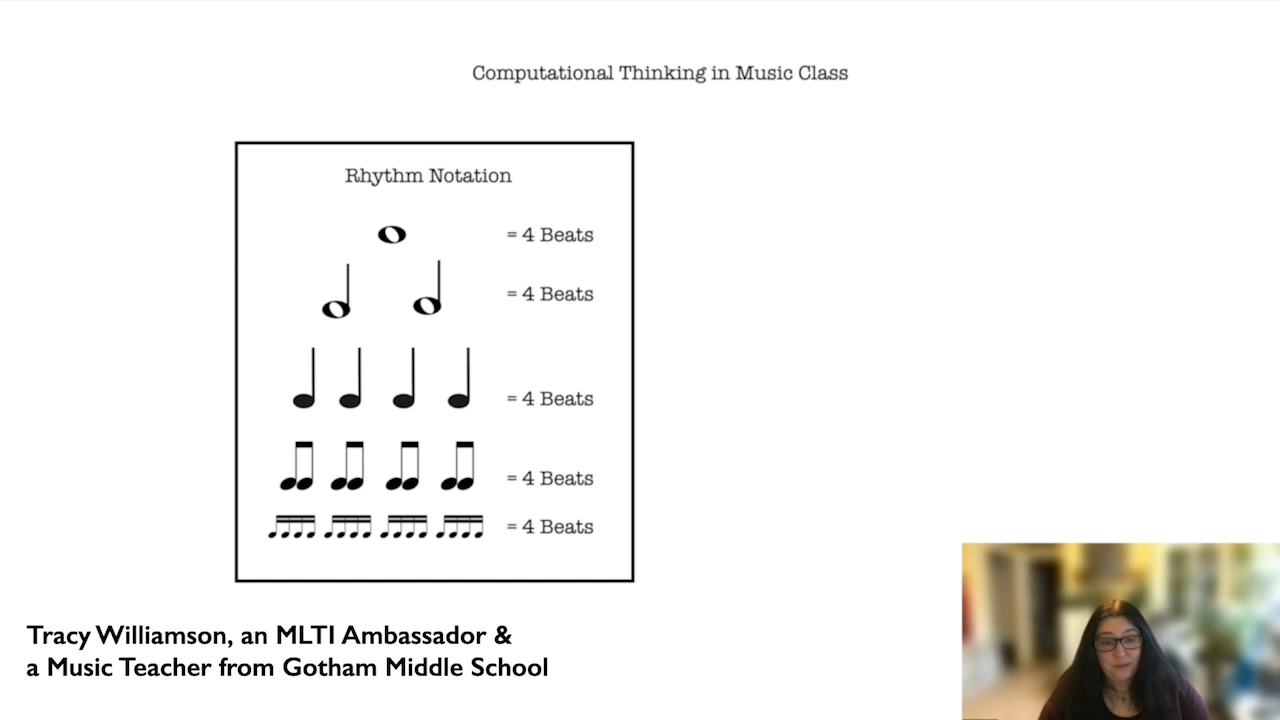 Computational Thinking in Music Class
Rhythm Notation
= 4 Beats
= 4 Beats
= 4 Beats
= 4 Beats
= 4 Beats
Tracy Williamson, an MLTI Ambassador &
a Music Teacher from Gotham Middle School